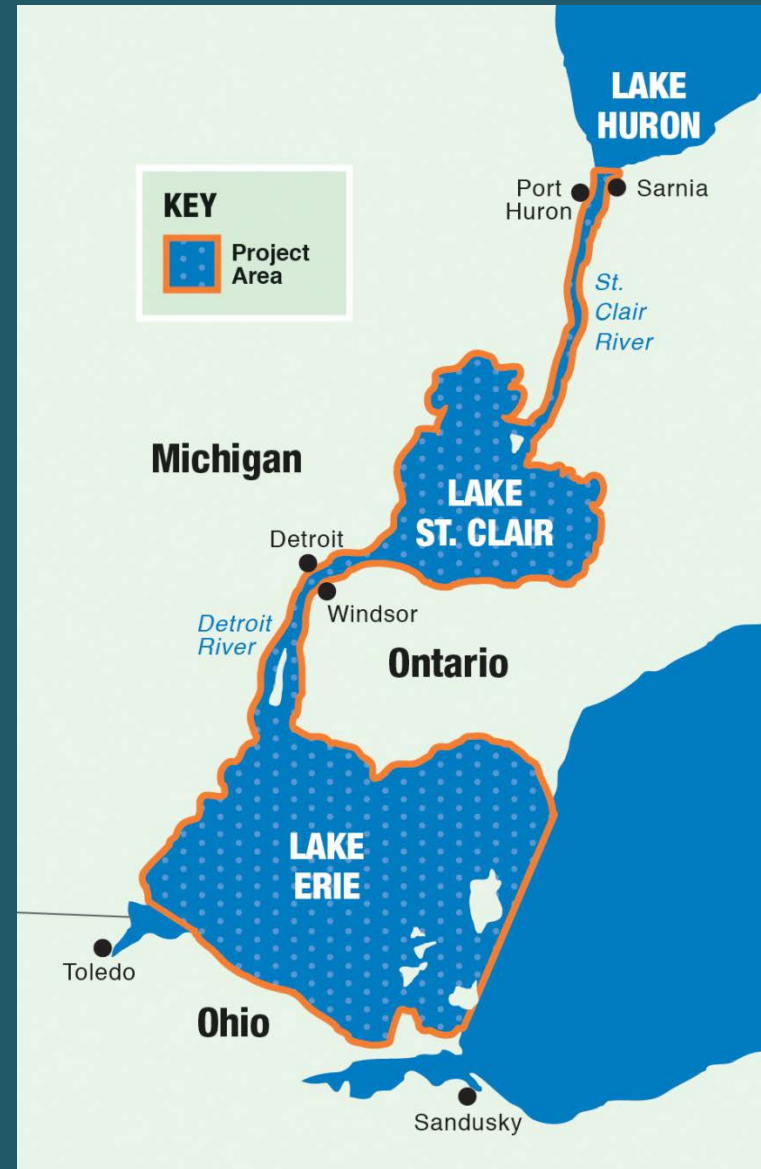 LAKE
HURON
Port
Huron
Sarnia
KEY
Project
Area
St.
Clair
River
Michigan
LAKE
ST. CLAIR
Detroit
Windsor
Detroit
River
Ontario
LAKE
ERIE
Toledo
Ohio
Sandusky